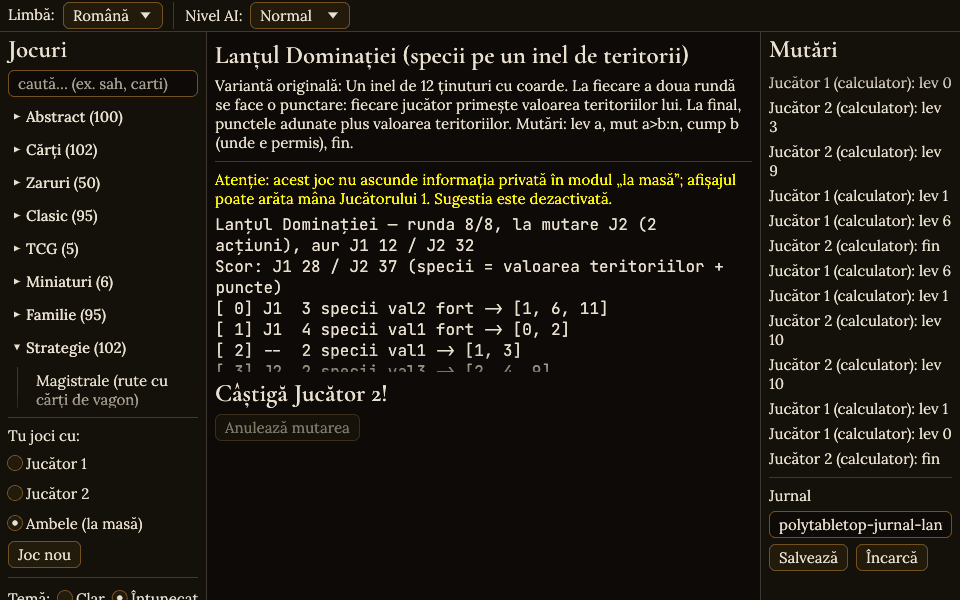 Limbă: Română ▼ Nivel AI: Normal ▼
Jocuri
caută... (ex. sah, carti)
▸ Abstract (100)
▸ Cărți (102)
▸ Zaruri (50)
▸ Clasic (95)
▸ TCG (5)
▸ Miniaturi (6)
▸ Familie (95)
▾ Strategie (102)
Magistrale (rute cu
cărți de vagon)
Tu joci cu:
Jucător 1
Jucător 2
Ambele (la masă)
Joc nou
Temă: Clar Întunecat
Lanțul Dominației (specii pe un inel de teritorii)
Variantă originală: Un inel de 12 ținuturi cu coarde. La fiecare a doua rundă
se face o punctare: fiecare jucător primește valoarea teritoriilor lui. La final,
punctele adunate plus valoarea teritoriilor. Mutări: lev a, mut a>b:n, cump b
(unde e permis), fin.
Atenție: acest joc nu ascunde informația privată în modul „la masă”; afișajul
poate arăta mâna Jucătorului 1. Sugestia este dezactivată.
Lanțul Dominației — runda 8/8, la mutare J2 (2
acțiuni), aur J1 12 / J2 32
Scor: J1 28 / J2 37 (specii = valoarea teritoriilor +
puncte)
[ 0] J1 3 specii val2 fort -> [1, 6, 11]
[ 1] J1 4 specii val1 fort -> [0, 2]
[ 2] -- 2 specii val1 -> [1, 3]
[ 3] J2 2 specii val3 -> [2, 4, 9]
Câștigă Jucător 2!
Anulează mutarea
Mutări
Jucător 1 (calculator): lev 0
Jucător 2 (calculator): lev
3
Jucător 2 (calculator): lev
9
Jucător 1 (calculator): lev 1
Jucător 1 (calculator): lev 6
Jucător 2 (calculator): fin
Jucător 1 (calculator): lev 6
Jucător 1 (calculator): lev 1
Jucător 2 (calculator): lev
10
Jucător 2 (calculator): lev
10
Jucător 1 (calculator): lev 1
Jucător 1 (calculator): lev 0
Jucător 2 (calculator): fin
Jurnal
polytabletop-jurnal-lan
Salvează Încarcă